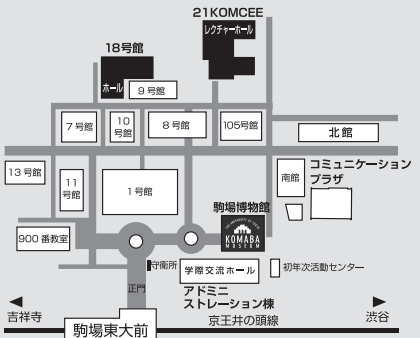 21KOMCEE
レクチャーホール
18号館
ホール
9号館
7号館
10
号館
8号館
105号館
北館
13号館
11
号館
1号館
南館
コミュニケーション
プラザ
駒場博物館
KOMABA
MUSEUM
900番教室
守衛所
学際交流ホール
初年次活動センター
正門
アドミニ
ストレーション棟
吉祥寺
京王井の頭線
渋谷
駒場東大前